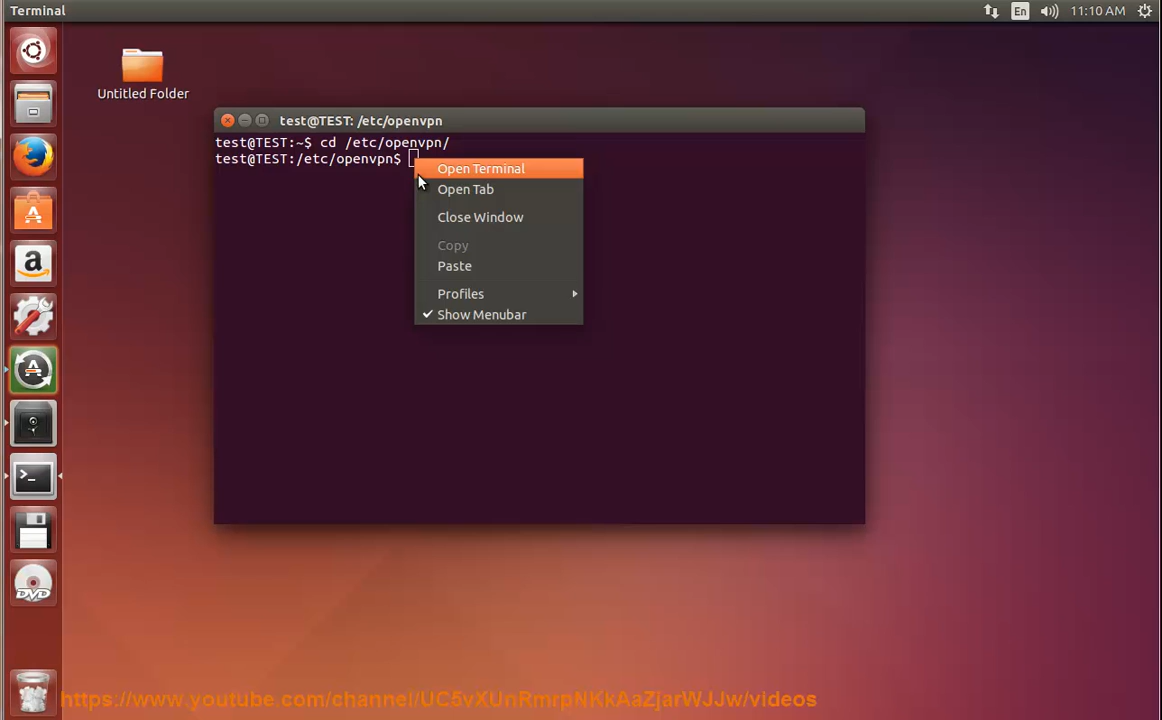 Terminal
En
11:10 AM
Untitled Folder
test@TEST: /etc/openvpn
test@TEST:~$ cd /etc/openvpn/
test@TEST:/etc/openvpn$
Open Terminal
Open Tab
Close Window
Copy
Paste
Profiles
Show Menubar
DVD
https://www.youtube.com/channel/UC5vXUnRmrpNKkAaZjarWJJw/videos